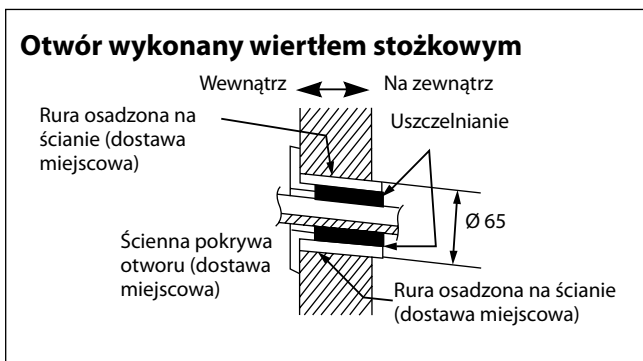 Otwór wykonany wiertłem stożkowym
Wewnątrz
Na zewnątrz
Rura osadzona na
ścianie (dostawa
miejscowa)
Uszczelnianie
Ø 65
Ścienna pokrywa
otworu (dostawa
miejscowa)
Rura osadzona na ścianie
(dostawa miejscowa)